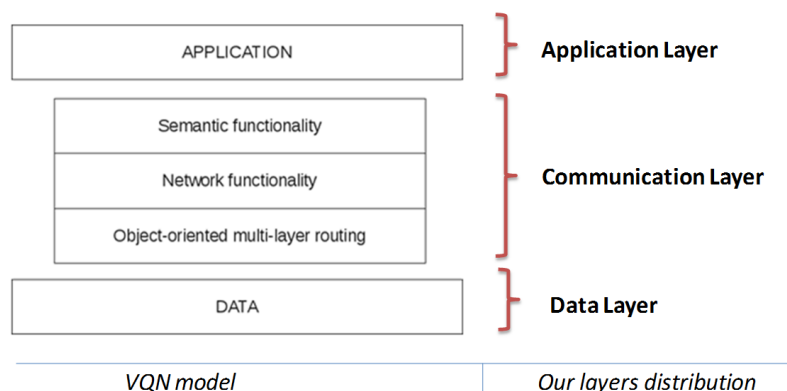 APPLICATION
Application Layer
Semantic functionality
Network functionality
Communication Layer
Object-oriented multi-layer routing
DATA
Data Layer
VQN model
Our layers distribution